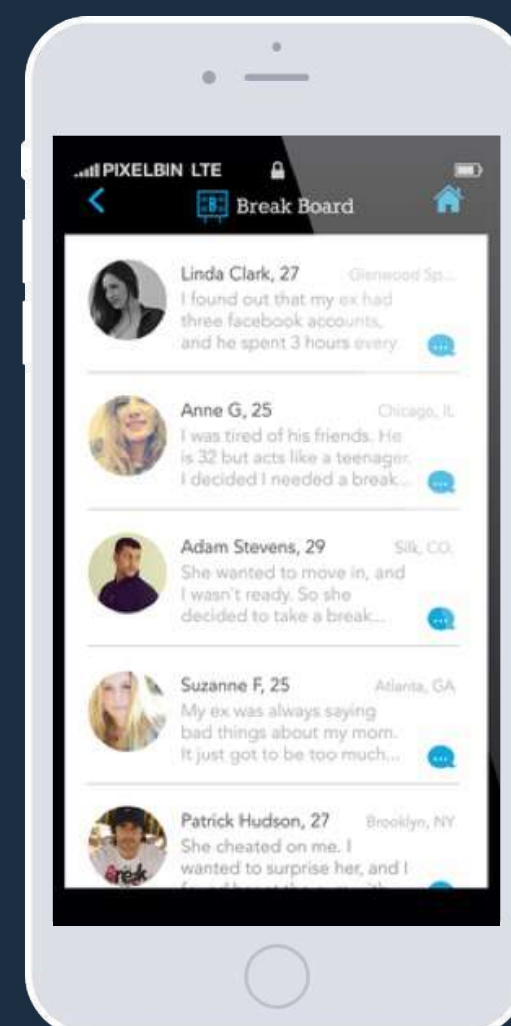 PIXELBIN LTE
B Break Board
Linda Clark, 27 Glenwood Sp...
I found out that my ex had
three facebook accounts,
and he spent 3 hours every
Anne G, 25 Chicago, IL
I was tired of his friends. He
is 32 but acts like a teenager.
I decided I needed a break...
Adam Stevens, 29 Silk, CO.
She wanted to move in, and
I wasn't ready. So she
decided to take a break...
Suzanne F, 25 Atlanta, GA
My ex was always saying
bad things about my mom.
It just got to be too much...
Patrick Hudson, 27 Brooklyn, NY
She cheated on me. I
wanted to surprise her, and I